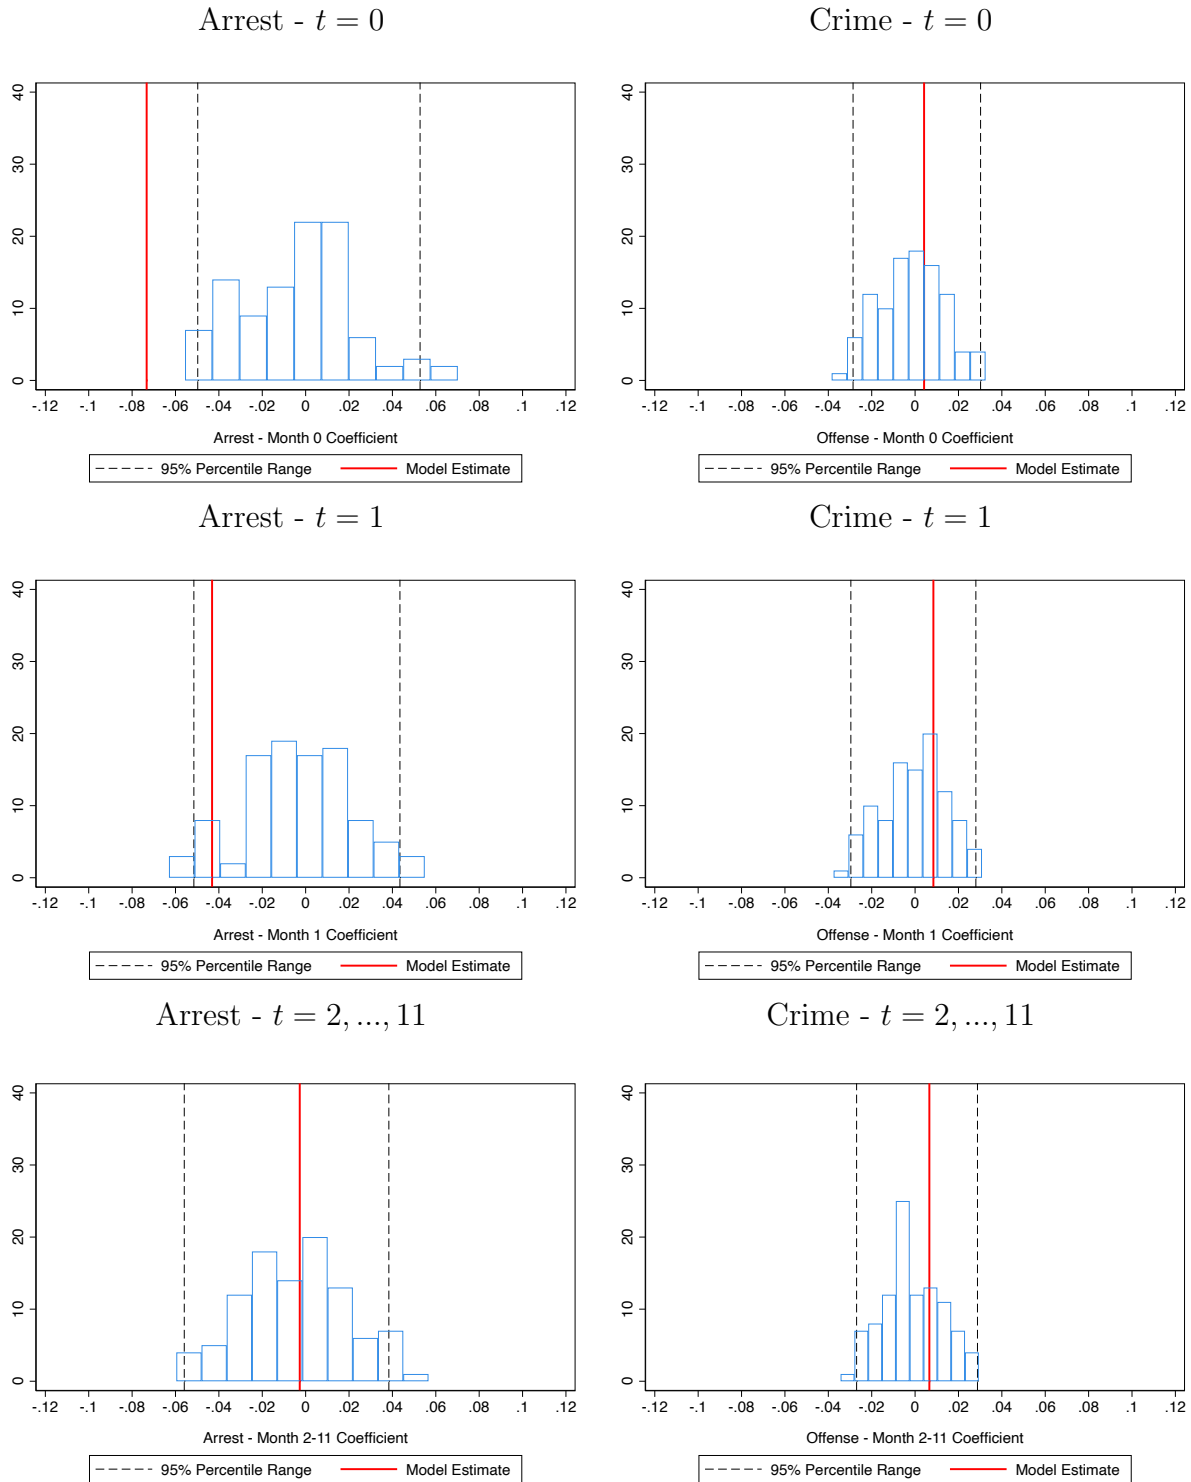 Arrest - t = 0
40
30
20
10
0
-.12 -.1 -.08 -.06 -.04 -.02 0 .02 .04 .06 .08 .1 .12
Arrest - Month 0 Coefficient
95% Percentile Range Model Estimate
Crime - t = 0
40
30
20
10
0
-.12 -.1 -.08 -.06 -.04 -.02 0 .02 .04 .06 .08 .1 .12
Offense - Month 0 Coefficient
95% Percentile Range Model Estimate
Arrest - t = 1
40
30
20
10
0
-.12 -.1 -.08 -.06 -.04 -.02 0 .02 .04 .06 .08 .1 .12
Arrest - Month 1 Coefficient
95% Percentile Range Model Estimate
Crime - t = 1
40
30
20
10
0
-.12 -.1 -.08 -.06 -.04 -.02 0 .02 .04 .06 .08 .1 .12
Offense - Month 1 Coefficient
95% Percentile Range Model Estimate
Arrest - t = 2, ..., 11
40
30
20
10
0
-.12 -.1 -.08 -.06 -.04 -.02 0 .02 .04 .06 .08 .1 .12
Arrest - Month 2-11 Coefficient
95% Percentile Range Model Estimate
Crime - t = 2, ..., 11
40
30
20
10
0
-.12 -.1 -.08 -.06 -.04 -.02 0 .02 .04 .06 .08 .1 .12
Offense - Month 2-11 Coefficient
95% Percentile Range Model Estimate